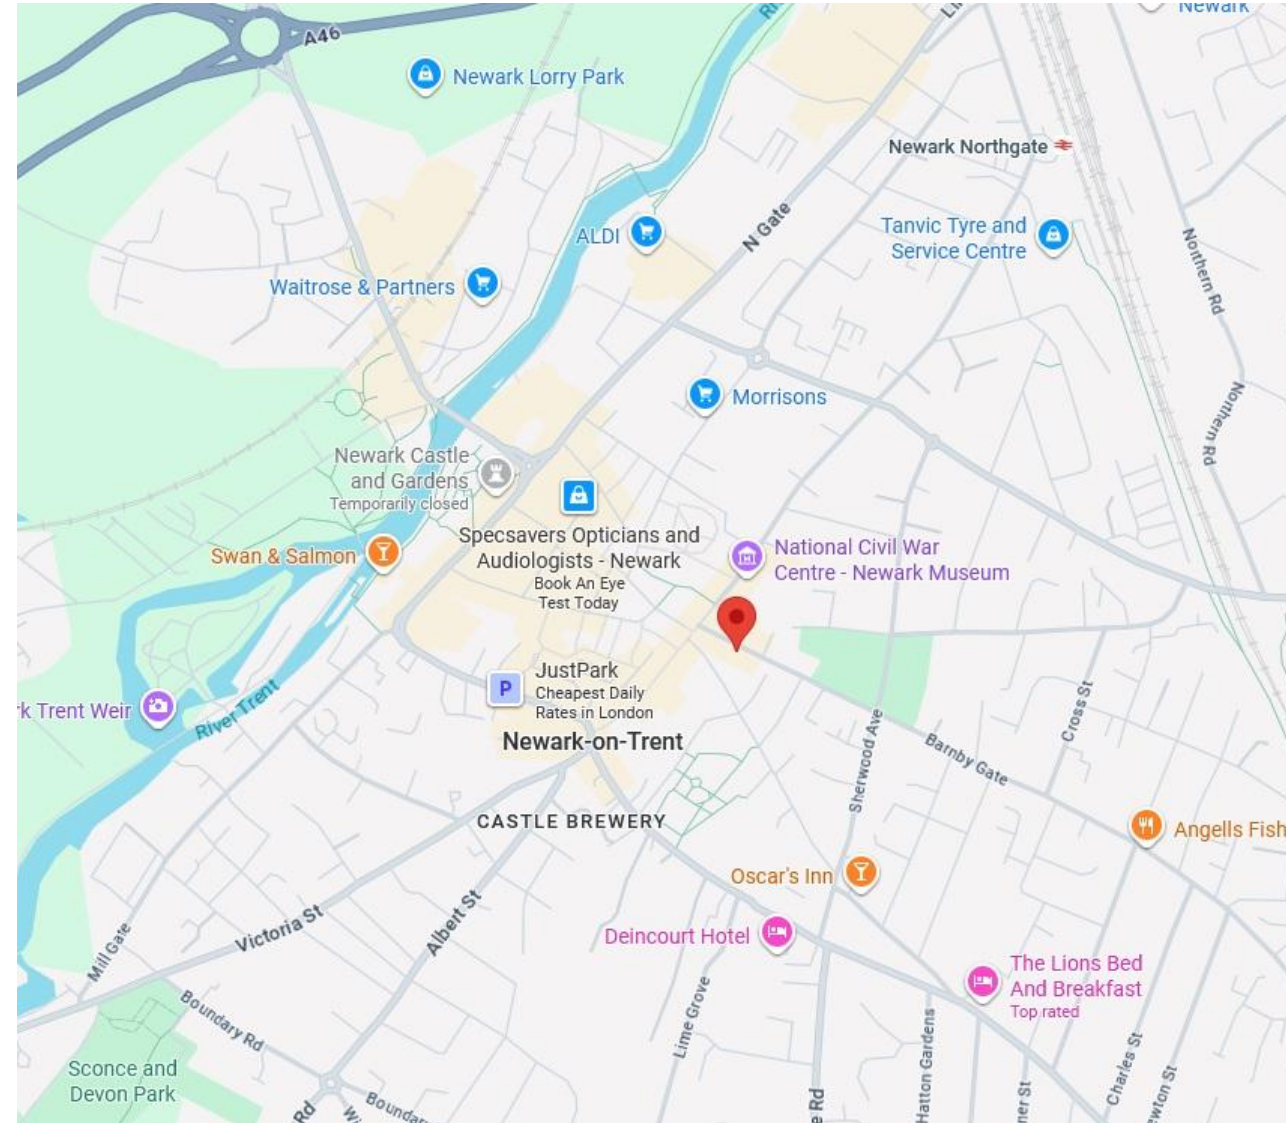 Newark
A46
Newark Lorry Park
Newark Northgate
N Gate
ALDI
Tanvic Tyre and
Service Centre
Northern Rd
Waitrose & Partners
Morrisons
Northern Rd
Newark Castle
and Gardens
Temporarily closed
Specsavers Opticians and
Audiologists - Newark
Book An Eye
Test Today
Swan & Salmon
National Civil War
Centre - Newark Museum
P
JustPark
Cheapest Daily
Rates in London
Newark-on-Trent
k Trent Weir
River Trent
Cross St
Sherwood Ave
Barnby Gate
CASTLE BREWERY
Angells Fish
Oscar's Inn
Victoria St
Albert St
Deincourt Hotel
Mill Gate
The Lions Bed
And Breakfast
Top rated
Boundary Rd
Lime Grove
Hatton Gardens
Charles St
Sconce and
Devon Park
Rd
Rd